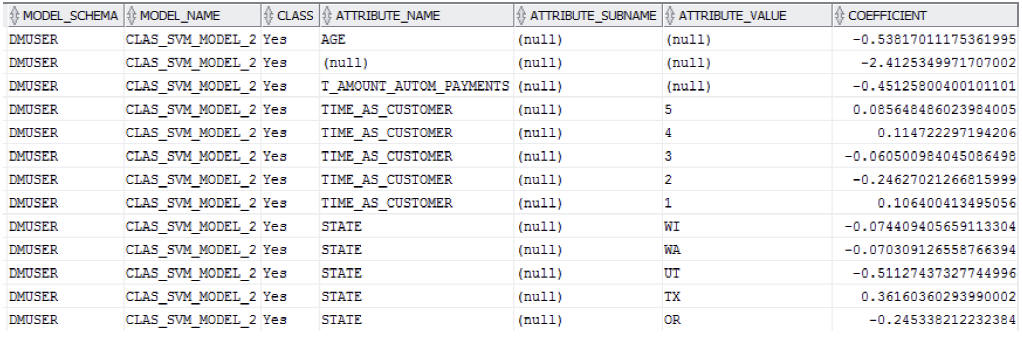 MODEL_SCHEMA MODEL_NAME CLASS ATTRIBUTE_NAME ATTRIBUTE_SUBNAME ATTRIBUTE_VALUE COEFFICIENT
DMUSER CLAS_SVM_MODEL_2 Yes AGE (null) (null) -0.53817011175361995
DMUSER CLAS_SVM_MODEL_2 Yes (null) (null) (null) -2.4125349971707002
DMUSER CLAS_SVM_MODEL_2 Yes T_AMOUNT_AUTOM_PAYMENTS (null) (null) -0.45125800400101101
DMUSER CLAS_SVM_MODEL_2 Yes TIME_AS_CUSTOMER (null) 5 0.085648486023984005
DMUSER CLAS_SVM_MODEL_2 Yes TIME_AS_CUSTOMER (null) 4 0.114722297194206
DMUSER CLAS_SVM_MODEL_2 Yes TIME_AS_CUSTOMER (null) 3 -0.060500984045086498
DMUSER CLAS_SVM_MODEL_2 Yes TIME_AS_CUSTOMER (null) 2 -0.24627021266815999
DMUSER CLAS_SVM_MODEL_2 Yes TIME_AS_CUSTOMER (null) 1 0.106400413495056
DMUSER CLAS_SVM_MODEL_2 Yes STATE (null) WI -0.074409405659113304
DMUSER CLAS_SVM_MODEL_2 Yes STATE (null) WA -0.070309126558766394
DMUSER CLAS_SVM_MODEL_2 Yes STATE (null) UT -0.51127437327744996
DMUSER CLAS_SVM_MODEL_2 Yes STATE (null) TX 0.36160360293990002
DMUSER CLAS_SVM_MODEL_2 Yes STATE (null) OR -0.245338212232384